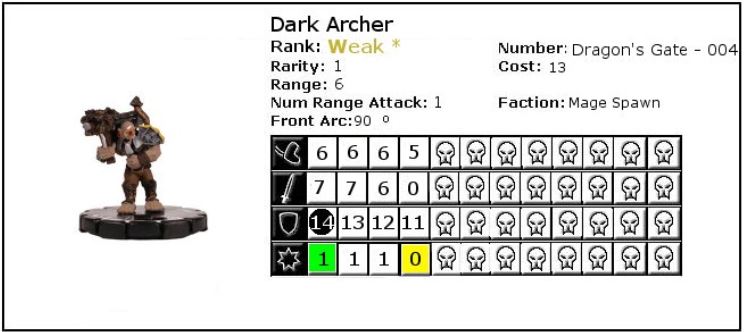 Dark Archer
Rank: Weak *
Number: Dragon's Gate - 004
Rarity: 1
Cost: 13
Range: 6
Num Range Attack: 1
Faction: Mage Spawn
Front Arc:90 º
6 6 6 5
7 7 6 0
14 13 12 11
1 1 1 0